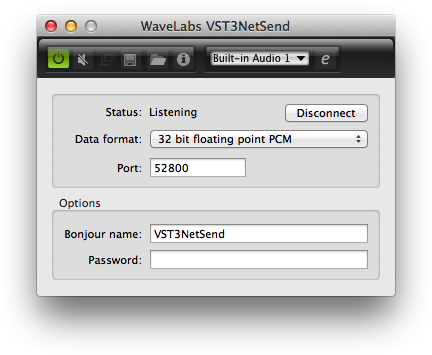 WaveLabs VST3NetSend
Built-in Audio 1 e
Status: Listening Disconnect
Data format: 32 bit floating point PCM
Port: 52800
Options
Bonjour name: VST3NetSend
Password: